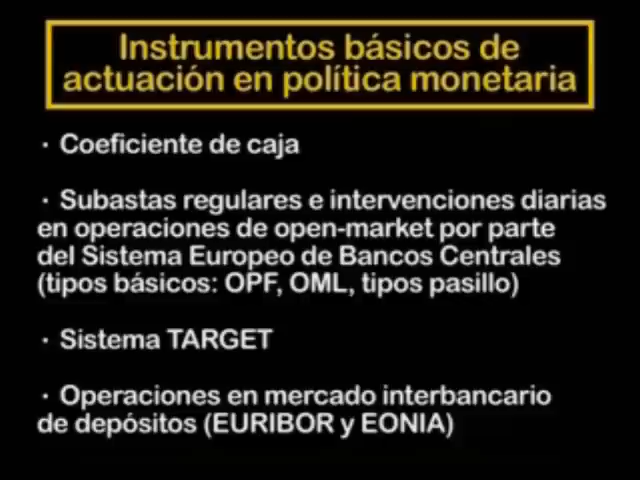 Instrumentos básicos de
actuación en política monetaria
· Coeficiente de caja
· Subastas regulares e intervenciones diarias
en operaciones de open-market por parte
del Sistema Europeo de Bancos Centrales
(tipos básicos: OPF, OML, tipos pasillo)
· Sistema TARGET
· Operaciones en mercado interbancario
de depósitos (EURIBOR y EONIA)